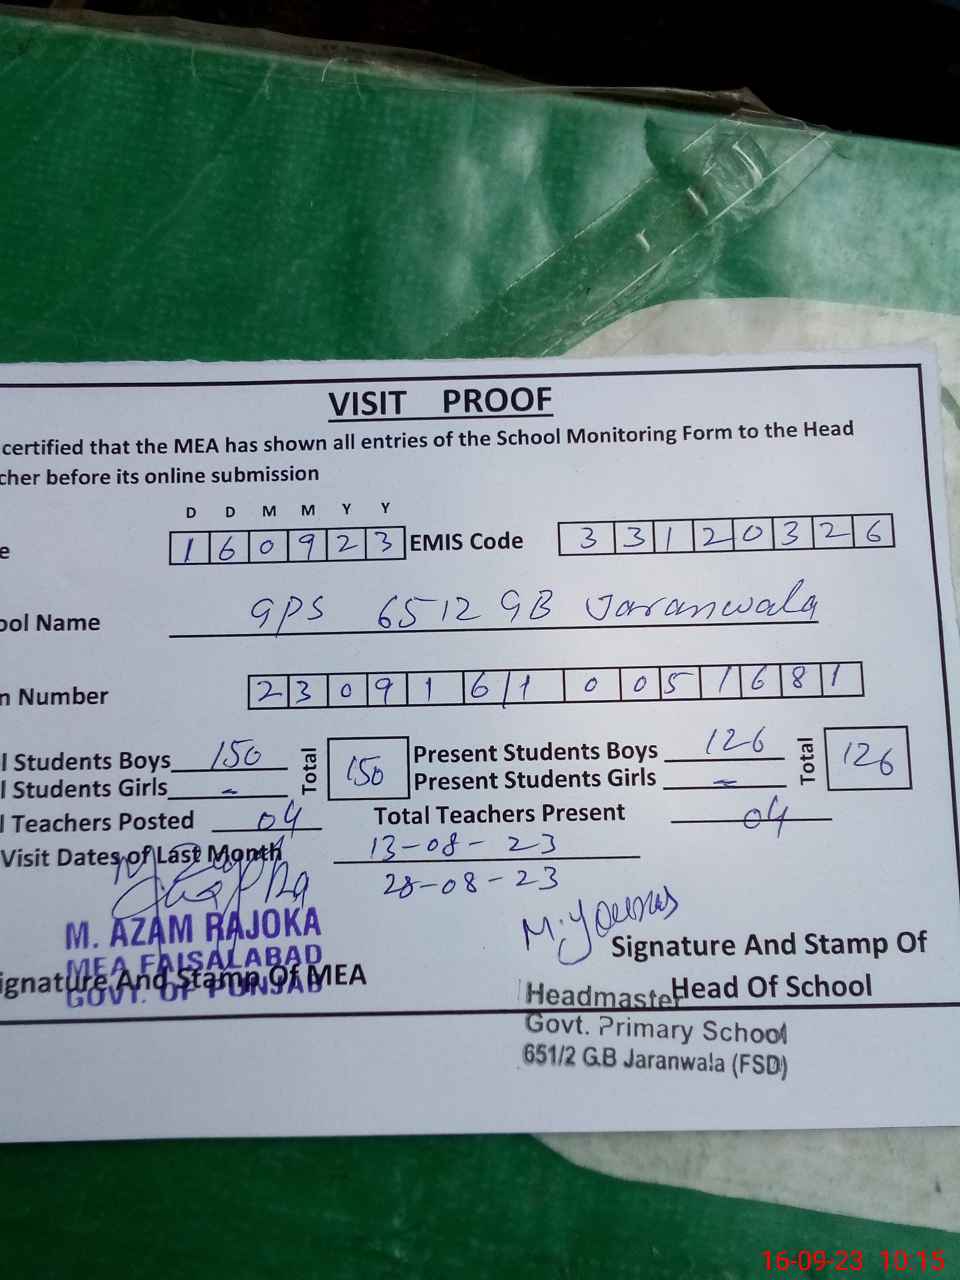 VISIT PROOF
certified that the MEA has shown all entries of the School Monitoring Form to the Head
cher before its online submission
D D M M Y Y
e 1 6 0 9 2 3 EMIS Code 3 3 1 2 0 3 2 6
ool Name GPS 6512 GB Jaranwala
n Number 2 3 0 9 1 6 / 1 0 0 5 1 6 8 1
l Students Boys 150 Total 150 Present Students Boys 126 Total 126
l Students Girls - Present Students Girls -
l Teachers Posted 04 Total Teachers Present 04
Visit Dates of Last Month 13-08-23
28-08-23
M. Younas
M. AZAM RAJOKA
MEA FAISALABAD
GOVT. OF PUNJAB
ignature And Stamp Of MEA
Signature And Stamp Of
Head Of School
Headmaster
Govt. Primary School
651/2 G.B Jaranwala (FSD)
16-09-23 10:15